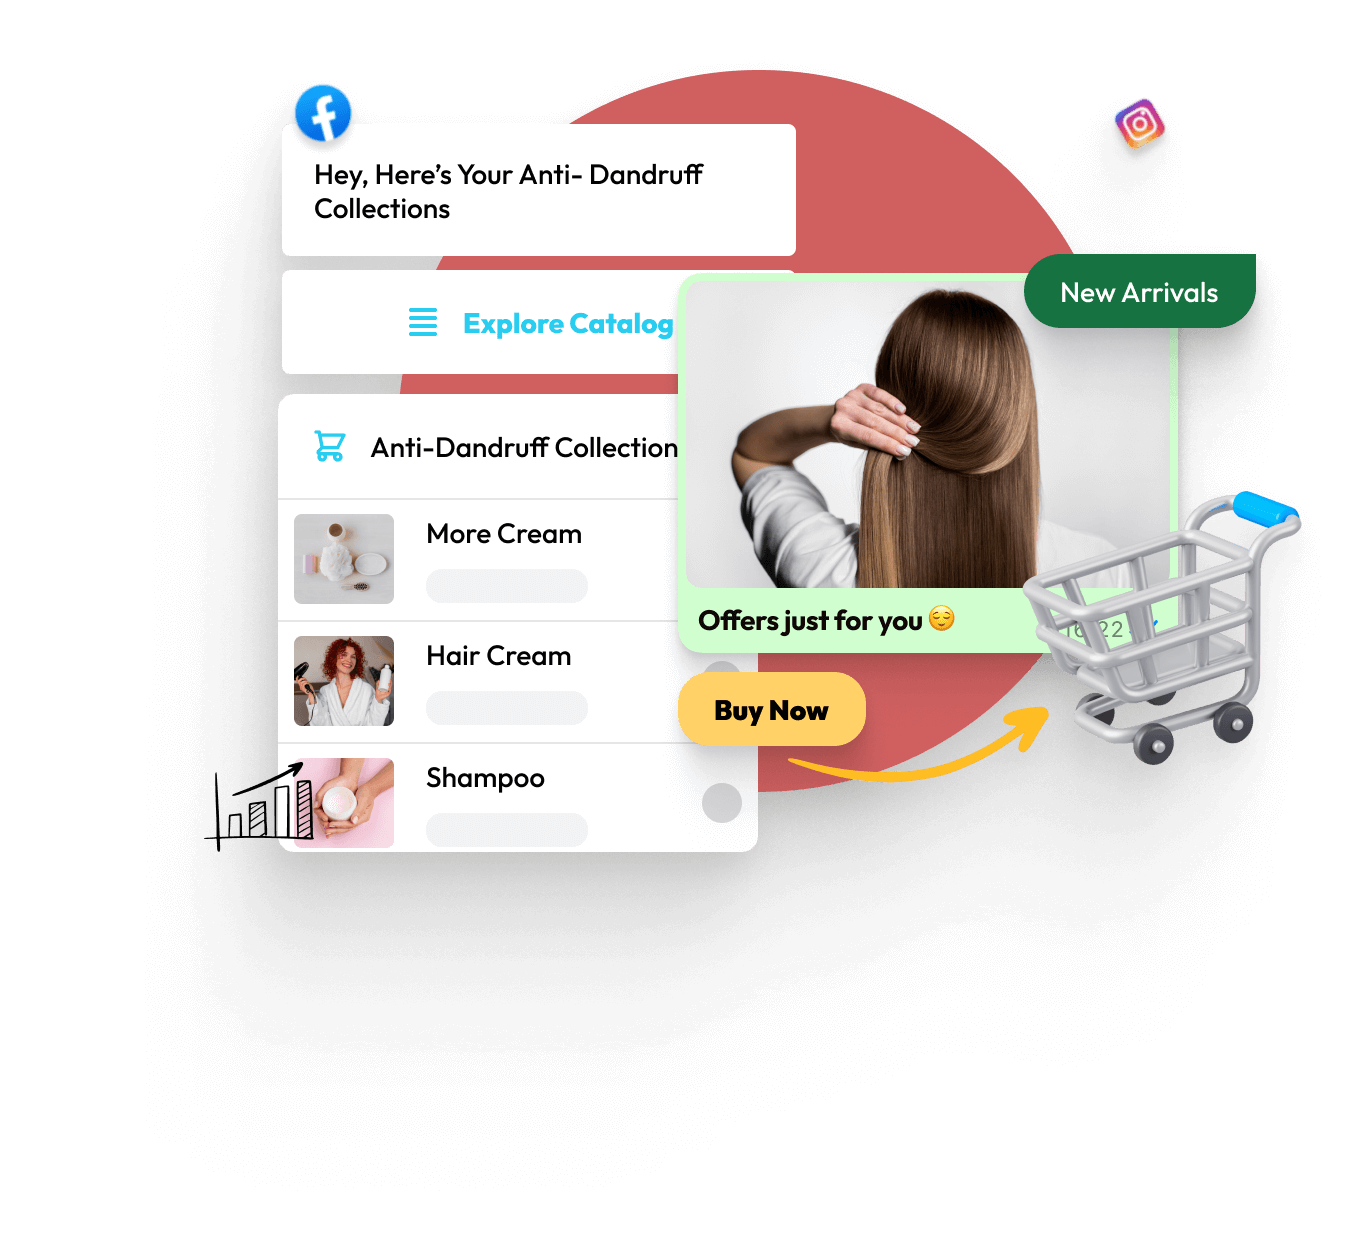 Hey, Here’s Your Anti- Dandruff
Collections
Explore Catalog
New Arrivals
Anti-Dandruff Collection
More Cream
Hair Cream
Shampoo
Offers just for you 😌
Buy Now